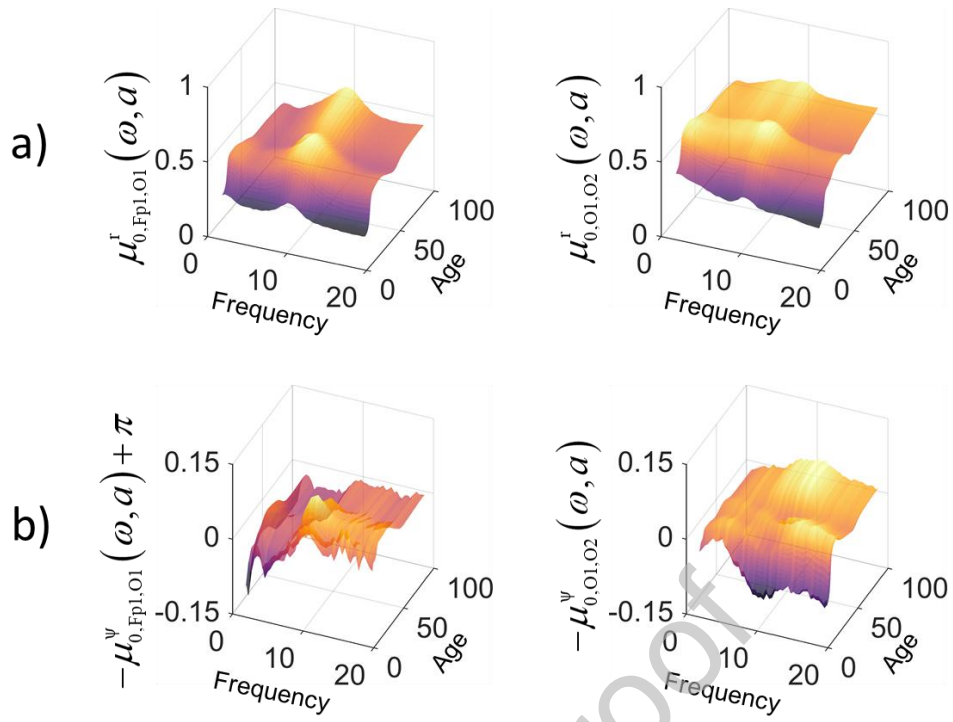 a)
μ^r_{0,Fp1,O1}(ω,a)
1
0.5
0
0
10
20
Frequency
0
50
100
Age
μ^r_{0,O1,O2}(ω,a)
1
0.5
0
0
10
20
Frequency
0
50
100
Age
b)
−μ^ψ_{0,Fp1,O1}(ω,a)+π
0.15
0
-0.15
0
10
20
Frequency
0
50
100
Age
−μ^ψ_{0,O1,O2}(ω,a)
0.15
0
-0.15
0
10
20
Frequency
0
50
100
Age
roof